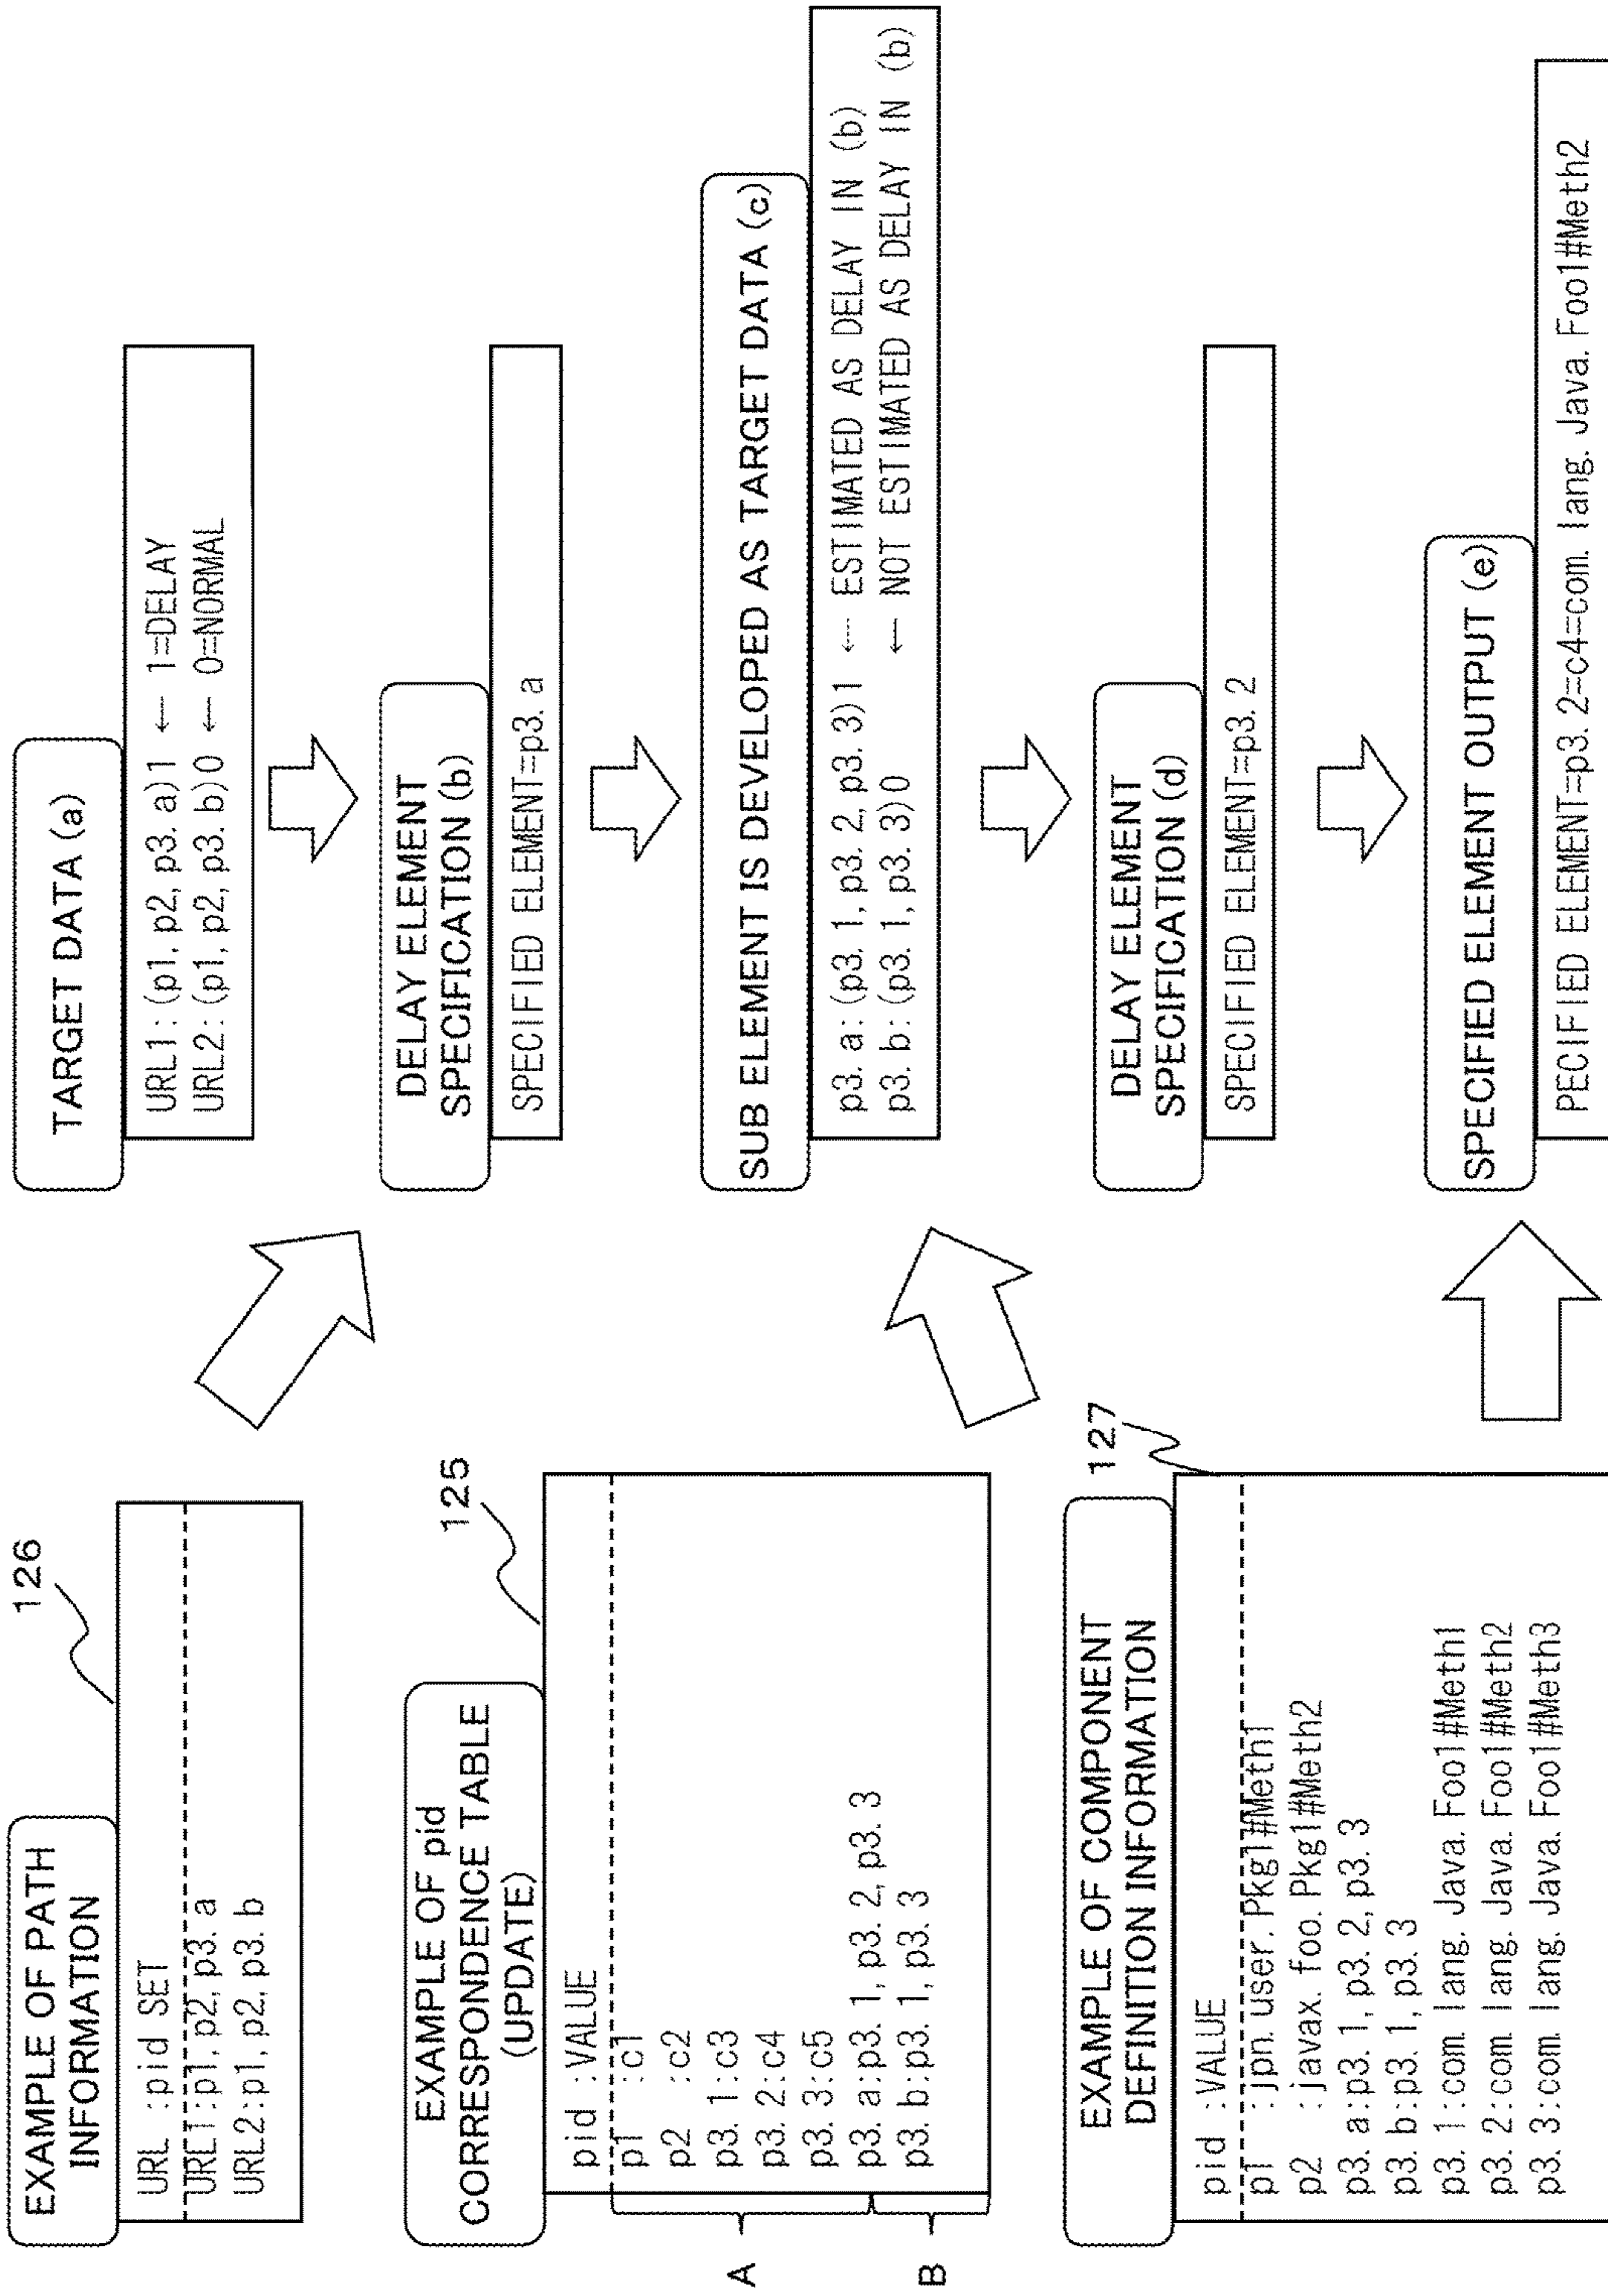 EXAMPLE OF PATH
INFORMATION
126
URL :pid SET
URL1:p1, p2, p3. a
URL2:p1, p2, p3. b
EXAMPLE OF pid
CORRESPONDENCE TABLE
(UPDATE)
125
pid :VALUE
p1 :c1
p2 :c2
p3. 1:c3
p3. 2:c4
p3. 3:c5
p3. a:p3. 1, p3. 2, p3. 3
p3. b:p3. 1, p3. 3
A
B
EXAMPLE OF COMPONENT
DEFINITION INFORMATION
127
pid :VALUE
p1 :jpn. user. Pkg1#Meth1
p2 :javax. foo. Pkg1#Meth2
p3. a:p3. 1, p3. 2, p3. 3
p3. b:p3. 1, p3. 3
p3. 1:com. lang. Java. Foo1#Meth1
p3. 2:com. lang. Java. Foo1#Meth2
p3. 3:com. lang. Java. Foo1#Meth3
TARGET DATA (a)
URL1: (p1, p2, p3. a) 1 ← 1=DELAY
URL2: (p1, p2, p3. b) 0 ← 0=NORMAL
DELAY ELEMENT
SPECIFICATION (b)
SPECIFIED ELEMENT=p3. a
SUB ELEMENT IS DEVELOPED AS TARGET DATA (c)
p3. a: (p3. 1, p3. 2, p3. 3) 1 ← ESTIMATED AS DELAY IN (b)
p3. b: (p3. 1, p3. 3) 0 ← NOT ESTIMATED AS DELAY IN (b)
DELAY ELEMENT
SPECIFICATION (d)
SPECIFIED ELEMENT=p3. 2
SPECIFIED ELEMENT OUTPUT (e)
PECIFIED ELEMENT=p3. 2=c4=com. lang. Java. Foo1#Meth2